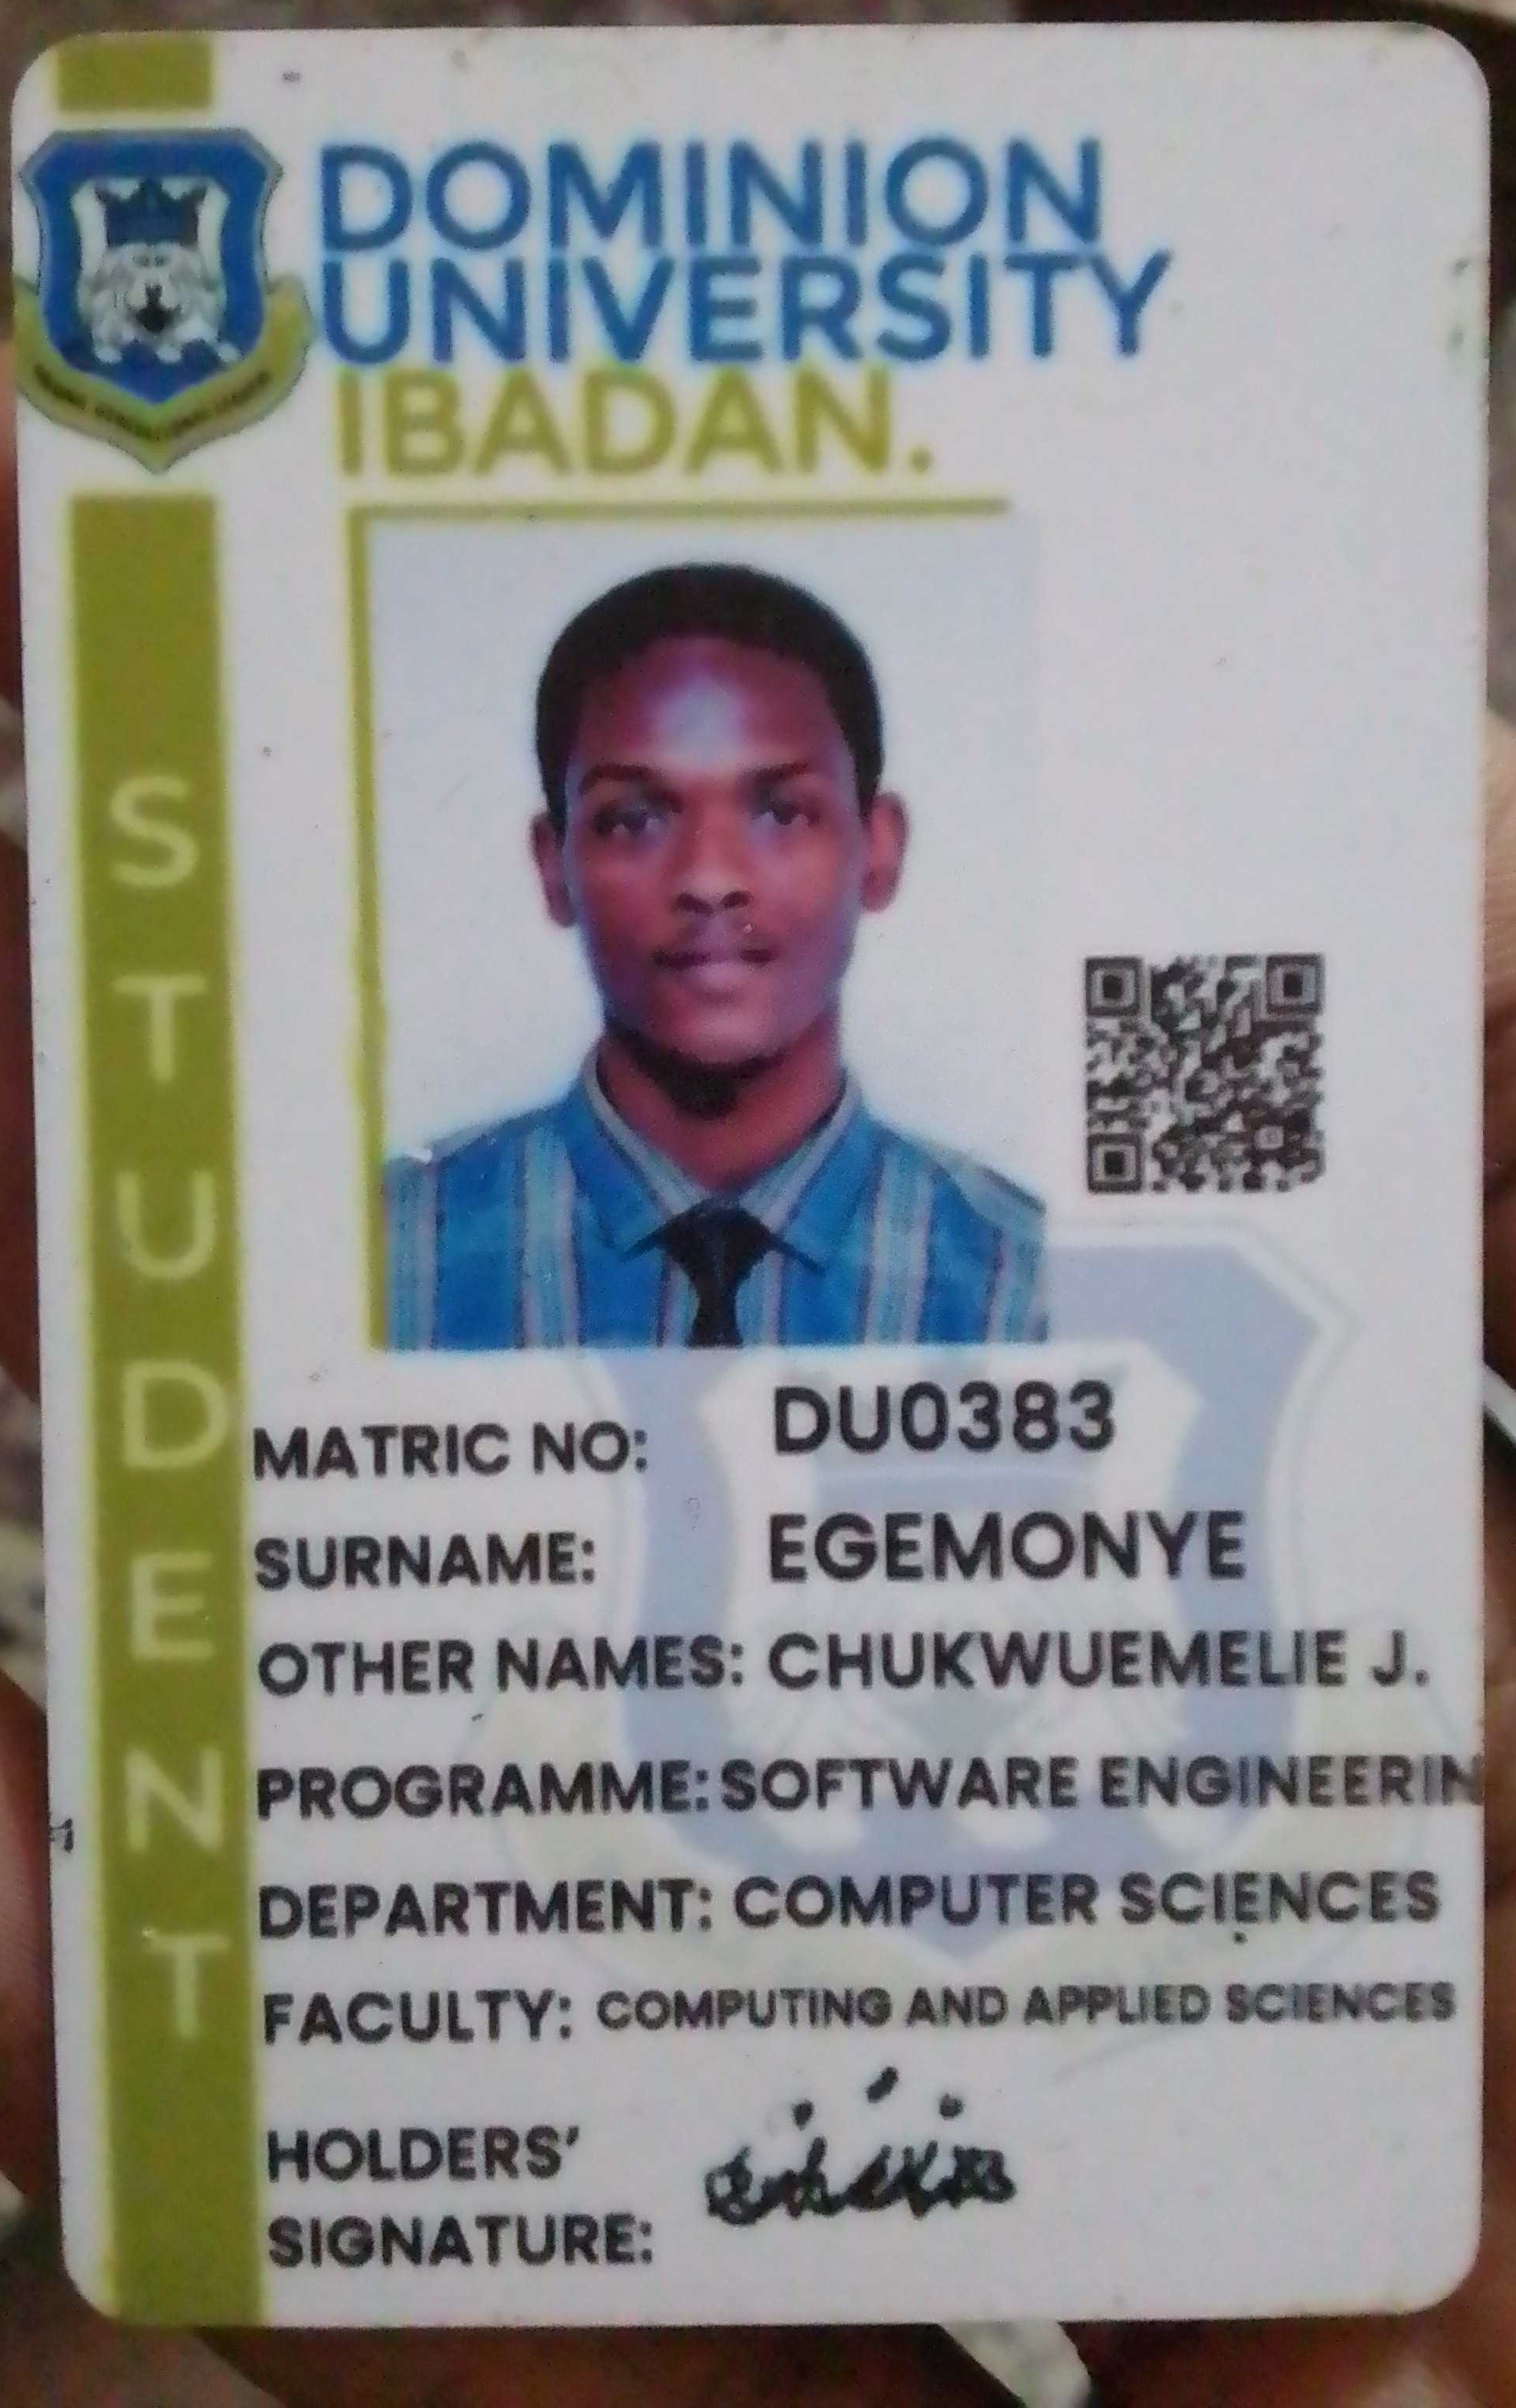 DOMINION
UNIVERSITY
IBADAN.
STUDENT
MATRIC NO: DU0383
SURNAME: EGEMONYE
OTHER NAMES: CHUKWUEMELIE J.
PROGRAMME: SOFTWARE ENGINEERIN
DEPARTMENT: COMPUTER SCIENCES
FACULTY: COMPUTING AND APPLIED SCIENCES
HOLDERS'
SIGNATURE: